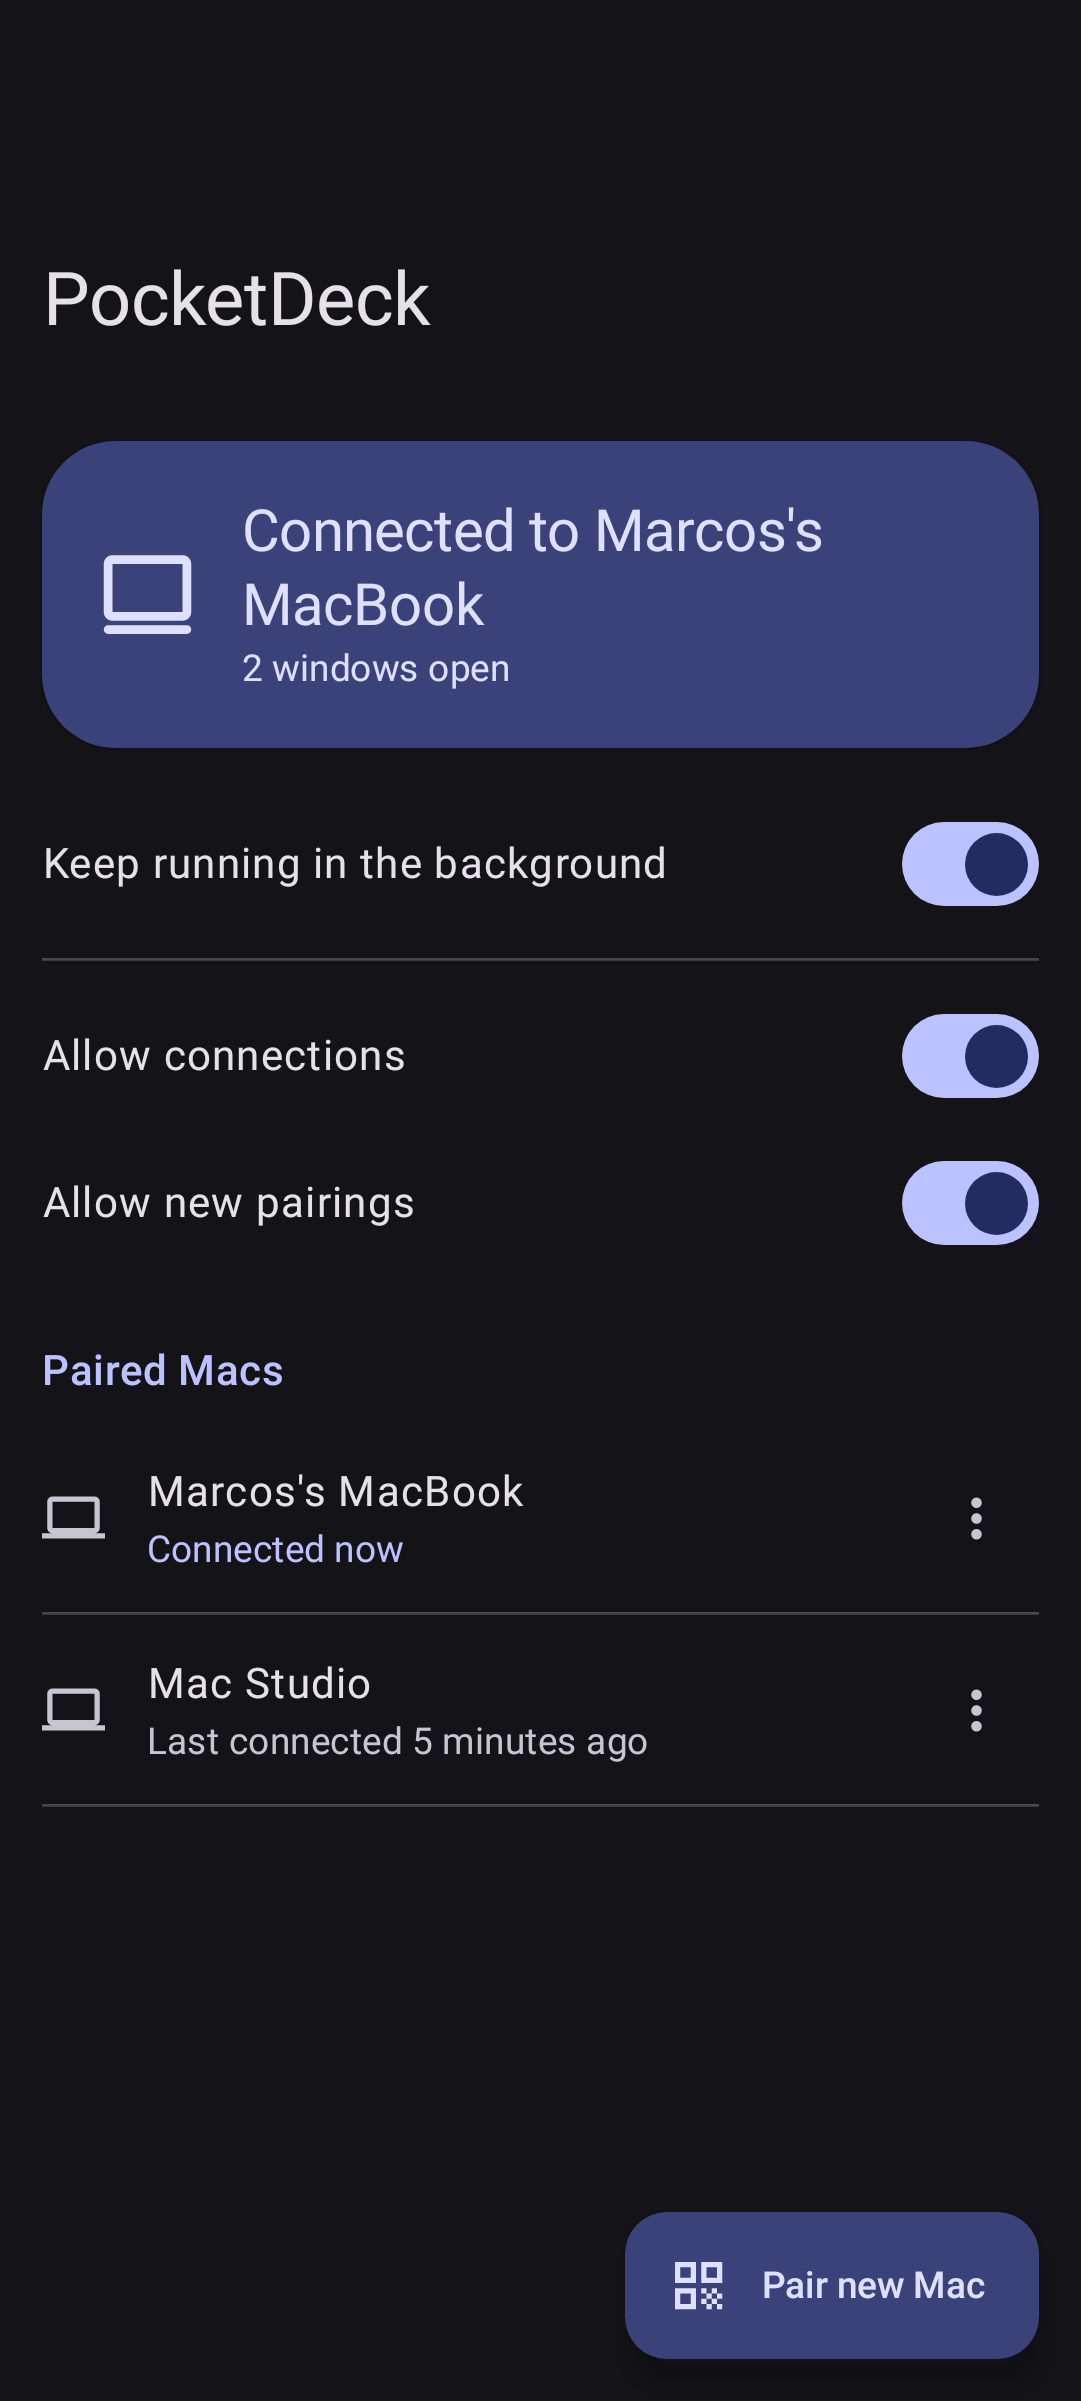 PocketDeck
Connected to Marcos's
MacBook
2 windows open
Keep running in the background
Allow connections
Allow new pairings
Paired Macs
Marcos's MacBook
Connected now
Mac Studio
Last connected 5 minutes ago
Pair new Mac